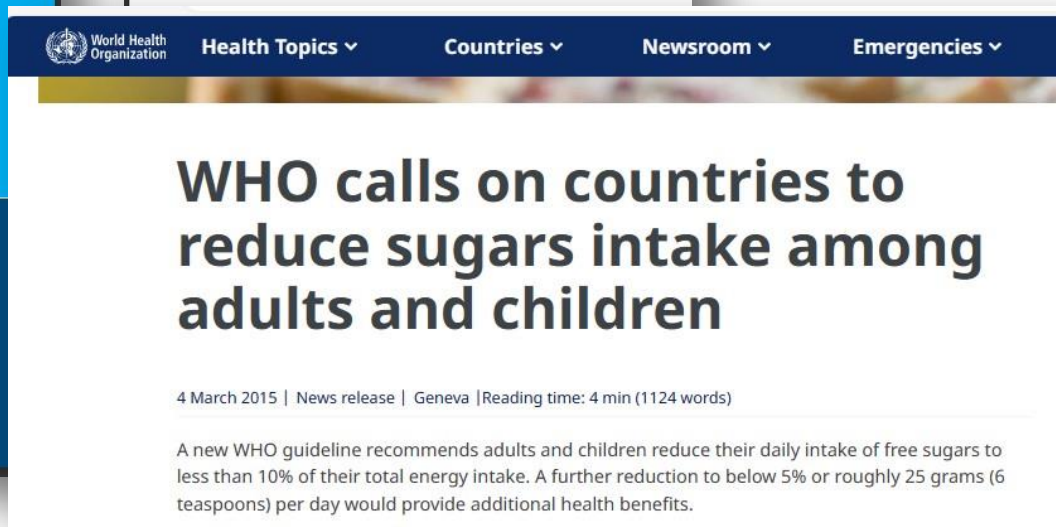 World Health
Organization
Health Topics
Countries
Newsroom
Emergencies
WHO calls on countries to
reduce sugars intake among
adults and children
4 March 2015 | News release | Geneva |Reading time: 4 min (1124 words)
A new WHO guideline recommends adults and children reduce their daily intake of free sugars to
less than 10% of their total energy intake. A further reduction to below 5% or roughly 25 grams (6
teaspoons) per day would provide additional health benefits.